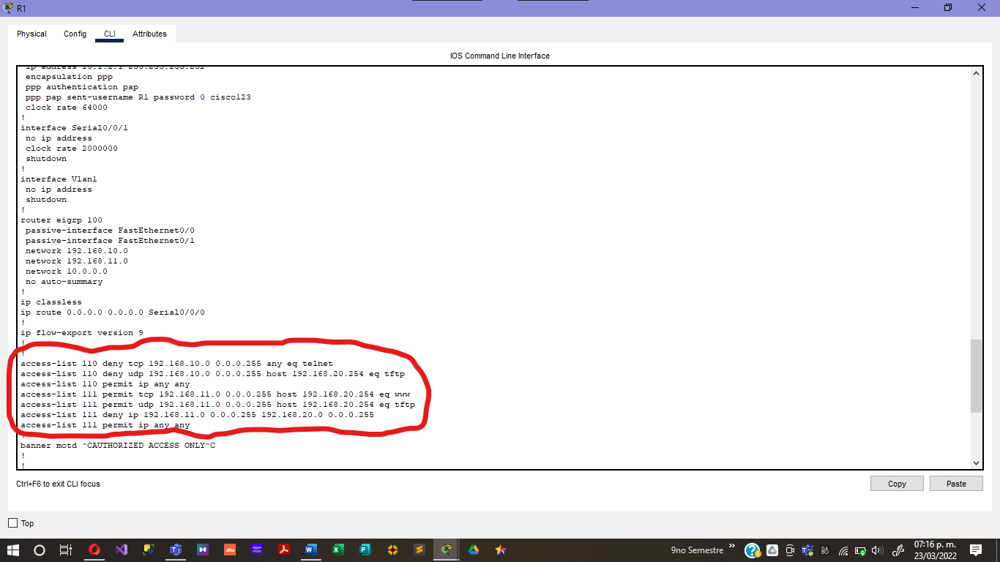 R1
Physical Config CLI Attributes
IOS Command Line Interface
ip address 10.1.1.1 255.255.255.252
encapsulation ppp
ppp authentication pap
ppp pap sent-username R1 password 0 cisco123
clock rate 64000
!
interface Serial0/0/1
no ip address
clock rate 2000000
shutdown
!
interface Vlan1
no ip address
shutdown
!
router eigrp 100
passive-interface FastEthernet0/0
passive-interface FastEthernet0/1
network 192.168.10.0
network 192.168.11.0
network 10.0.0.0
no auto-summary
!
ip classless
ip route 0.0.0.0 0.0.0.0 Serial0/0/0
!
ip flow-export version 9
!
!
access-list 110 deny tcp 192.168.10.0 0.0.0.255 any eq telnet
access-list 110 deny udp 192.168.10.0 0.0.0.255 host 192.168.20.254 eq tftp
access-list 110 permit ip any any
access-list 111 permit tcp 192.168.11.0 0.0.0.255 host 192.168.20.254 eq www
access-list 111 permit udp 192.168.11.0 0.0.0.255 host 192.168.20.254 eq tftp
access-list 111 deny ip 192.168.11.0 0.0.0.255 192.168.20.0 0.0.0.255
access-list 111 permit ip any any
!
banner motd ^CAUTHORIZED ACCESS ONLY^C
!
!
Ctrl+F6 to exit CLI focus
Copy Paste
Top
9no Semestre
07:16 p. m.
23/03/2022